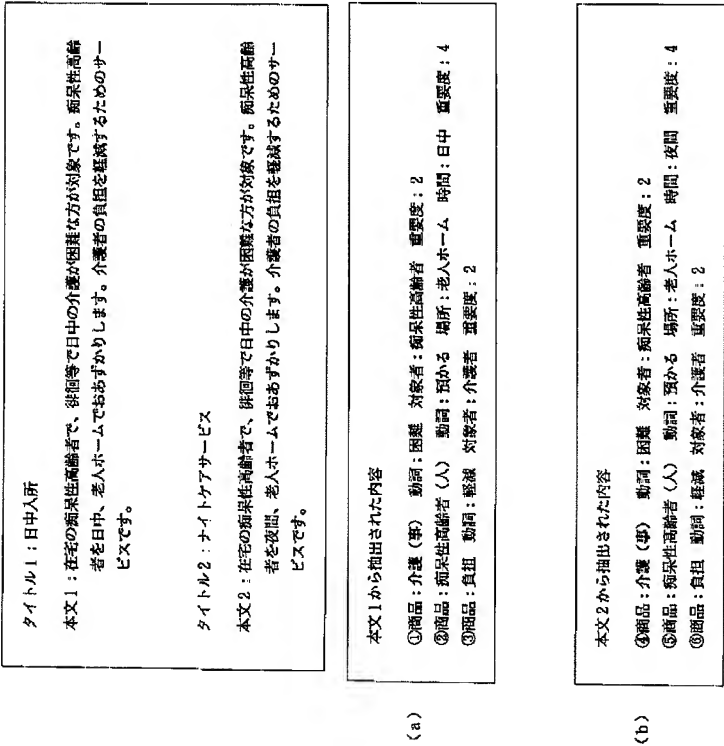 タイトル1:日中入所
本文1:在宅の痴呆性高齢者で、徘徊等で日中の介護が困難な方が対象です。痴呆性高齢
者を日中、老人ホームでおあずかりします。介護者の負担を軽減するためのサー
ビスです。
タイトル2:ナイトケアサービス
本文2:在宅の痴呆性高齢者で、徘徊等で日中の介護が困難な方が対象です。痴呆性高齢
者を夜間、老人ホームでおあずかりします。介護者の負担を軽減するためのサー
ビスです。
(a)
本文1から抽出された内容
①商品:介護(事) 動詞:困難 対象者:痴呆性高齢者 重要度:2
②商品:痴呆性高齢者(人) 動詞:預かる 場所:老人ホーム 時間:日中 重要度:4
③商品:負担 動詞:軽減 対象者:介護者 重要度:2
(b)
本文2から抽出された内容
④商品:介護(事) 動詞:困難 対象者:痴呆性高齢者 重要度:2
⑤商品:痴呆性高齢者(人) 動詞:預かる 場所:老人ホーム 時間:夜間 重要度:4
⑥商品:負担 動詞:軽減 対象者:介護者 重要度:2